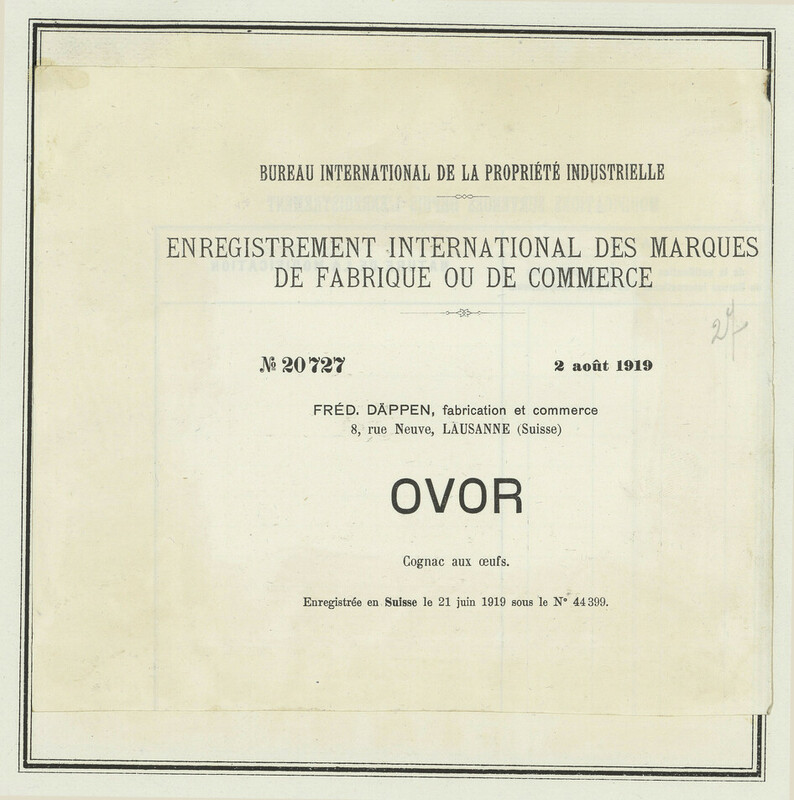 BUREAU INTERNATIONAL DE LA PROPRIÉTÉ INDUSTRIELLE
ENREGISTREMENT INTERNATIONAL DES MARQUES
DE FABRIQUE OU DE COMMERCE
№ 20727 2 août 1919
FRÉD. DÄPPEN, fabrication et commerce
8, rue Neuve, LAUSANNE (Suisse)
OVOR
Cognac aux œufs.
Enregistrée en Suisse le 21 juin 1919 sous le N° 44399.